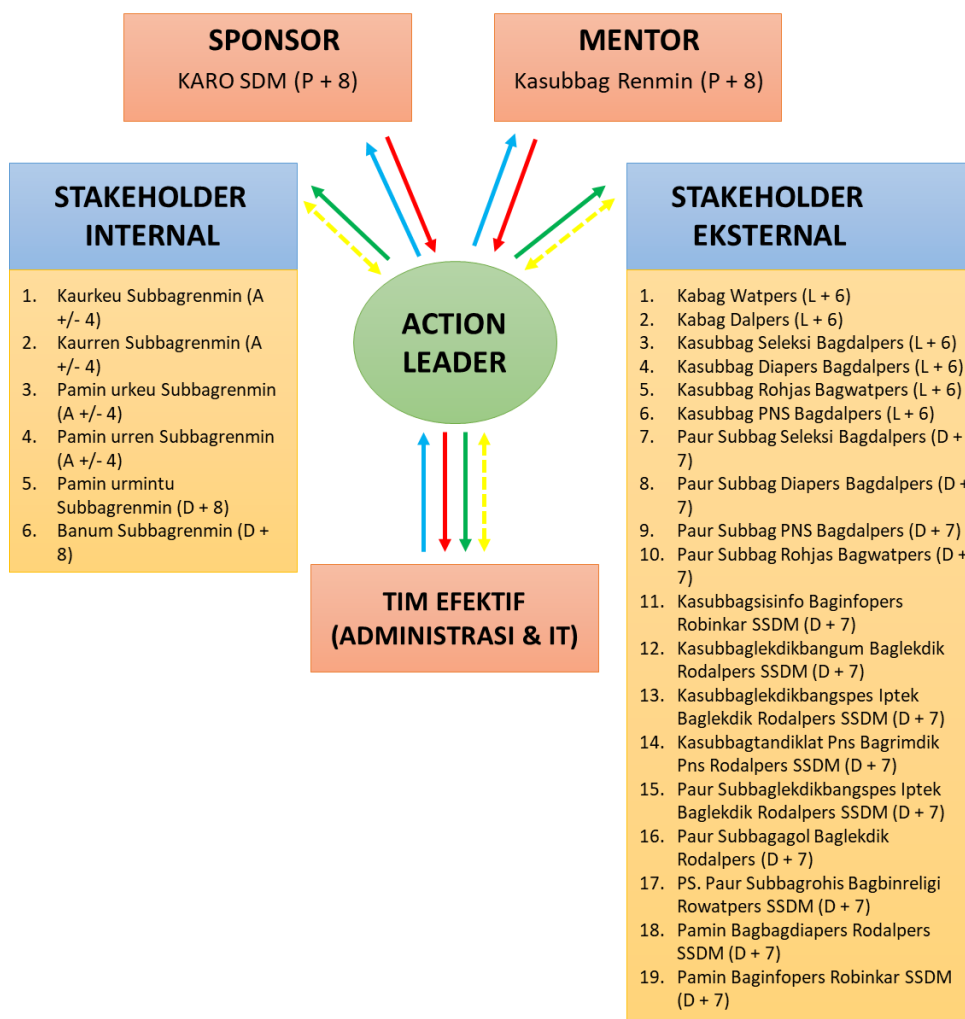 SPONSOR
KARO SDM (P + 8)
MENTOR
Kasubbag Renmin (P + 8)
STAKEHOLDER
INTERNAL
1. Kaurkeu Subbagrenmin (A
+/- 4)
2. Kaurren Subbagrenmin (A
+/- 4)
3. Pamin urkeu Subbagrenmin
(A +/- 4)
4. Pamin urren Subbagrenmin
(A +/- 4)
5. Pamin urmintu
Subbagrenmin (D + 8)
6. Banum Subbagrenmin (D +
8)
ACTION
LEADER
TIM EFEKTIF
(ADMINISTRASI & IT)
STAKEHOLDER
EKSTERNAL
1. Kabag Watpers (L + 6)
2. Kabag Dalpers (L + 6)
3. Kasubbag Seleksi Bagdalpers (L + 6)
4. Kasubbag Diapers Bagdalpers (L + 6)
5. Kasubbag Rohjas Bagwatpers (L + 6)
6. Kasubbag PNS Bagdalpers (L + 6)
7. Paur Subbag Seleksi Bagdalpers (D +
7)
8. Paur Subbag Diapers Bagdalpers (D +
7)
9. Paur Subbag PNS Bagdalpers (D + 7)
10. Paur Subbag Rohjas Bagwatpers (D +
7)
11. Kasubbagsisinfo Baginfopers
Robinkar SSDM (D + 7)
12. Kasubbaglekdikbangum Baglekdik
Rodalpers SSDM (D + 7)
13. Kasubbaglekdikbangspes Iptek
Baglekdik Rodalpers SSDM (D + 7)
14. Kasubbagtandiklat Pns Bagrimdik
Pns Rodalpers SSDM (D + 7)
15. Paur Subbaglekdikbangspes Iptek
Baglekdik Rodalpers SSDM (D + 7)
16. Paur Subbagagol Baglekdik
Rodalpers (D + 7)
17. PS. Paur Subbagrohis Bagbinreligi
Rowatpers SSDM (D + 7)
18. Pamin Bagbagdiapers Rodalpers
SSDM (D + 7)
19. Pamin Baginfopers Robinkar SSDM
(D + 7)